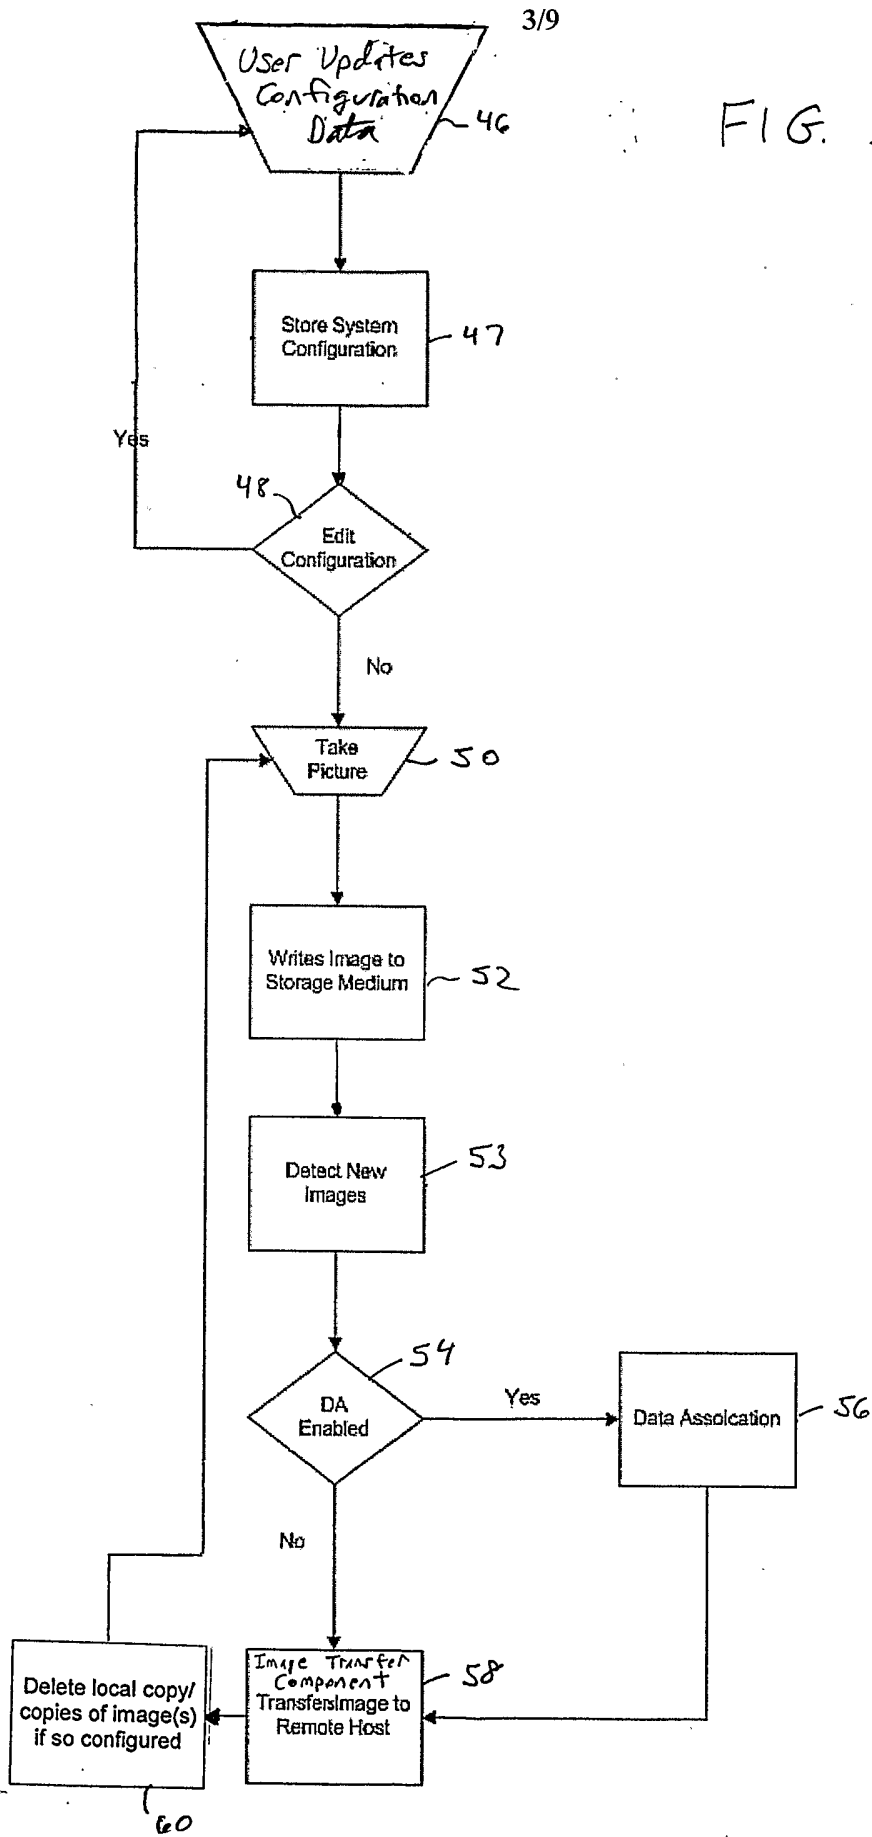 3/9
User Updates
Configuration
Data
46
FIG.
Store System
Configuration
47
Yes
48
Edit
Configuration
No
Take
Picture
50
Writes Image to
Storage Medium
52
Detect New
Images
53
54
DA
Enabled
Yes
Data Assoication
56
No
Image Transfer
Component
TransfersImage to
Remote Host
58
Delete local copy/
copies of image(s)
if so configured
60